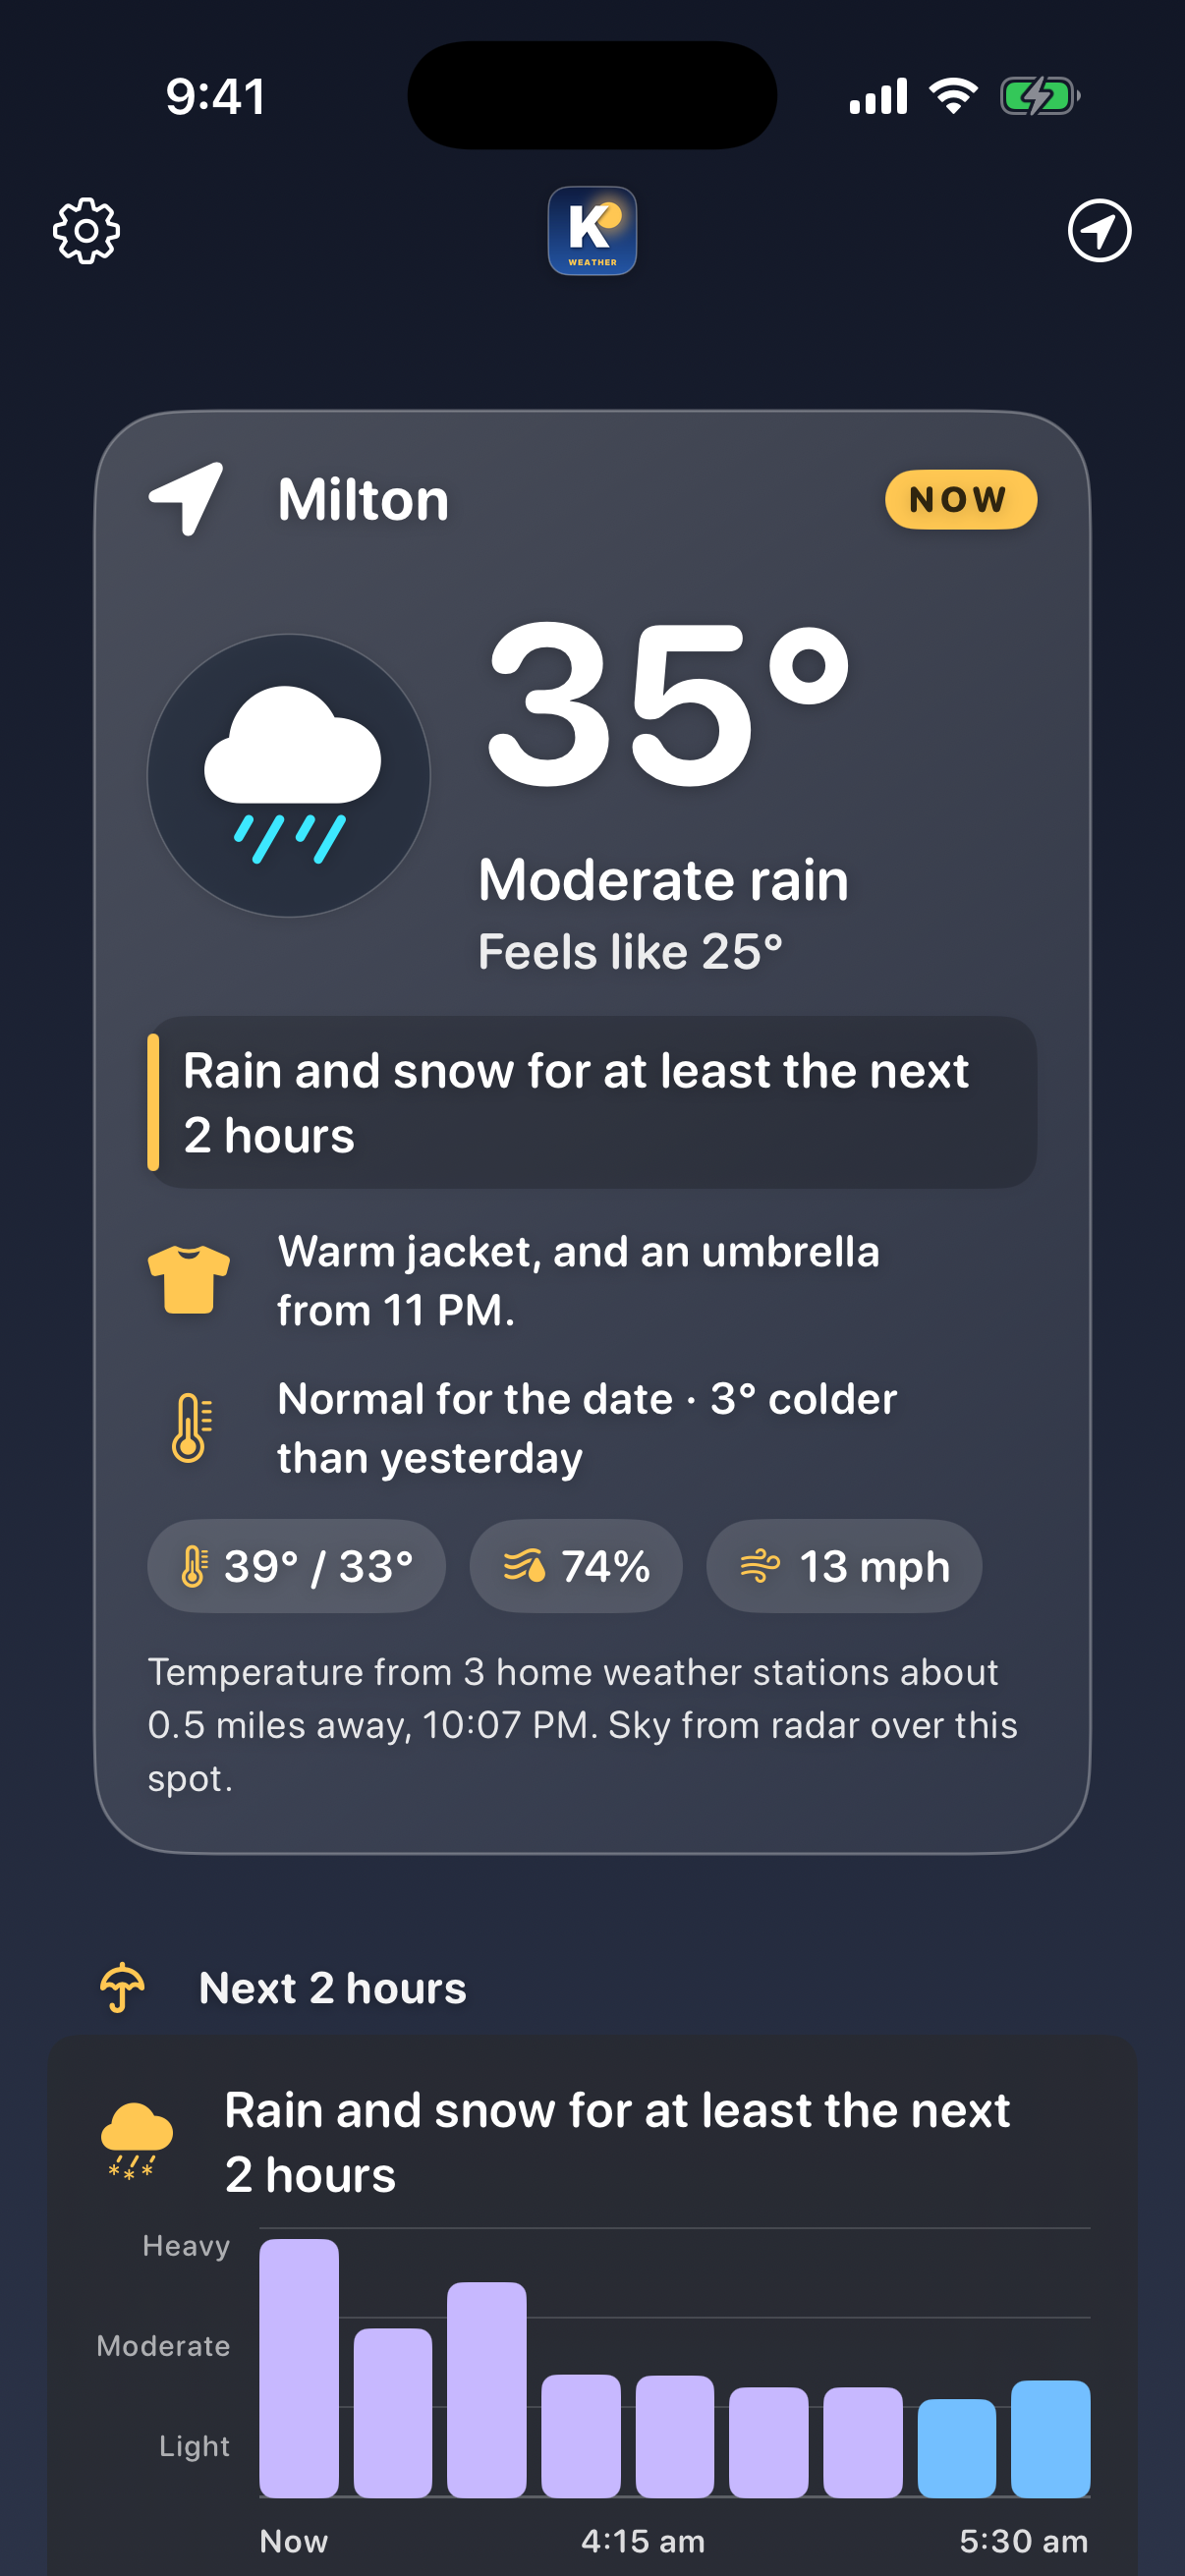 9:41
K
WEATHER
Milton
NOW
35°
Moderate rain
Feels like 25°
Rain and snow for at least the next
2 hours
Warm jacket, and an umbrella
from 11 PM.
Normal for the date · 3° colder
than yesterday
39° / 33°
74%
13 mph
Temperature from 3 home weather stations about
0.5 miles away, 10:07 PM. Sky from radar over this
spot.
Next 2 hours
Rain and snow for at least the next
2 hours
Heavy
Moderate
Light
Now
4:15 am
5:30 am